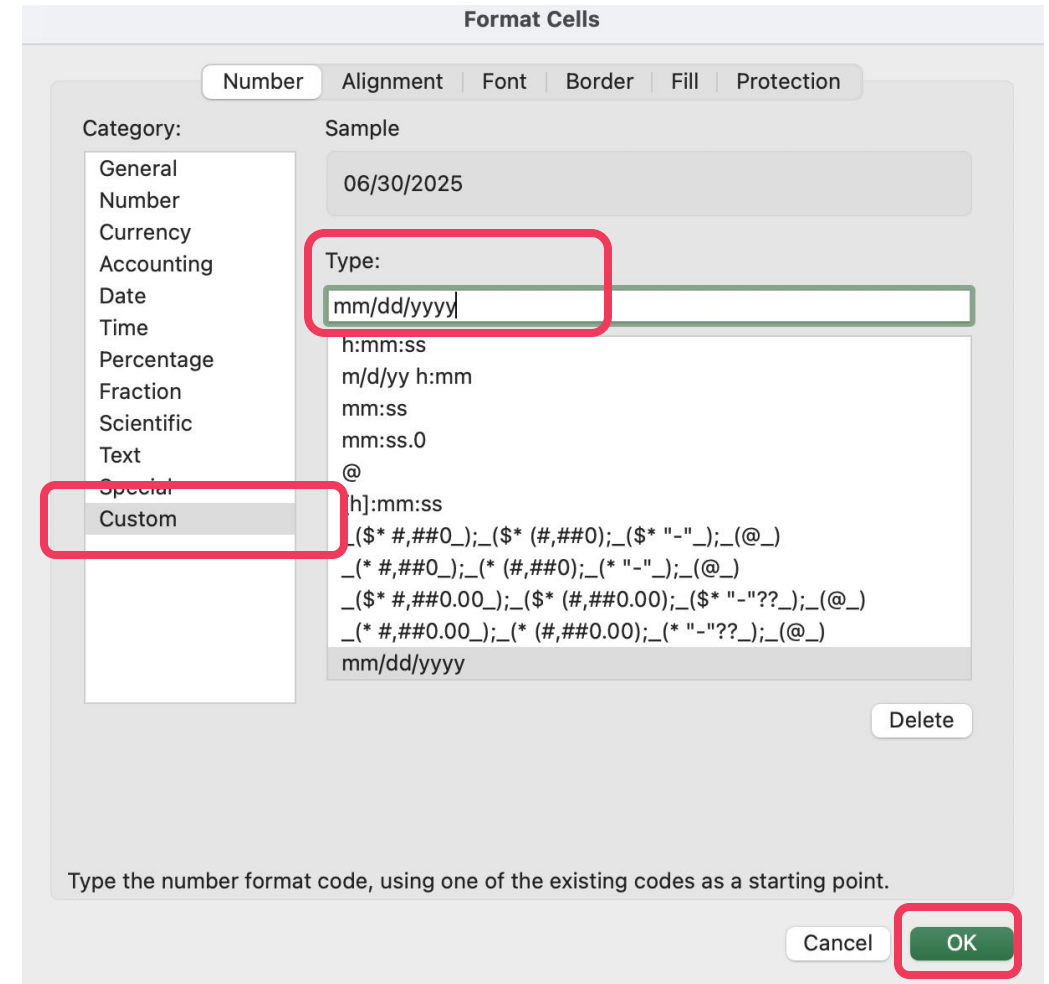 Format Cells
Number Alignment Font Border Fill Protection
Category:
General
Number
Currency
Accounting
Date
Time
Percentage
Fraction
Scientific
Text
Special
Custom
Sample
06/30/2025
Type:
mm/dd/yyyy
h:mm:ss
m/d/yy h:mm
mm:ss
mm:ss.0
@
[h]:mm:ss
_($* #,##0_);_($* (#,##0);_($* "-"_);_(@_)
_(* #,##0_);_(* (#,##0);_(* "-"_);_(@_)
_($* #,##0.00_);_($* (#,##0.00);_($* "-"??_);_(@_)
_(* #,##0.00_);_(* (#,##0.00);_(* "-"??_);_(@_)
mm/dd/yyyy
Delete
Type the number format code, using one of the existing codes as a starting point.
Cancel OK